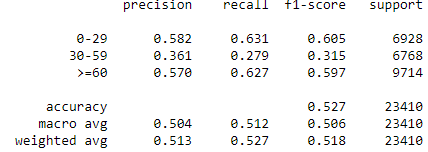 precision recall f1-score support
0-29 0.582 0.631 0.605 6928
30-59 0.361 0.279 0.315 6768
>=60 0.570 0.627 0.597 9714
accuracy 0.527 23410
macro avg 0.504 0.512 0.506 23410
weighted avg 0.513 0.527 0.518 23410